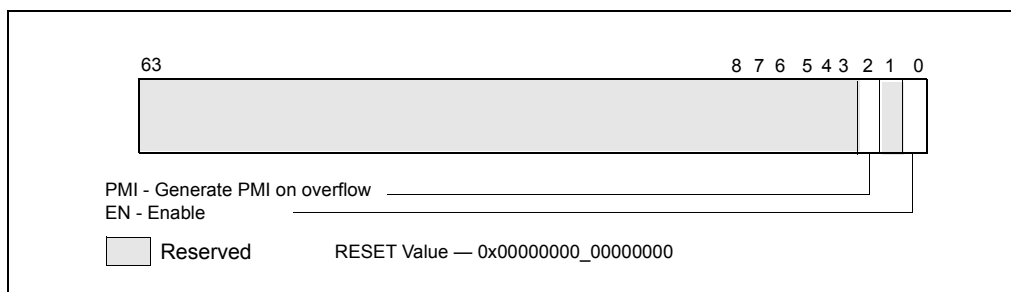 63 8 7 6 5 4 3 2 1 0
PMI - Generate PMI on overflow
EN - Enable
Reserved RESET Value — 0x00000000_00000000